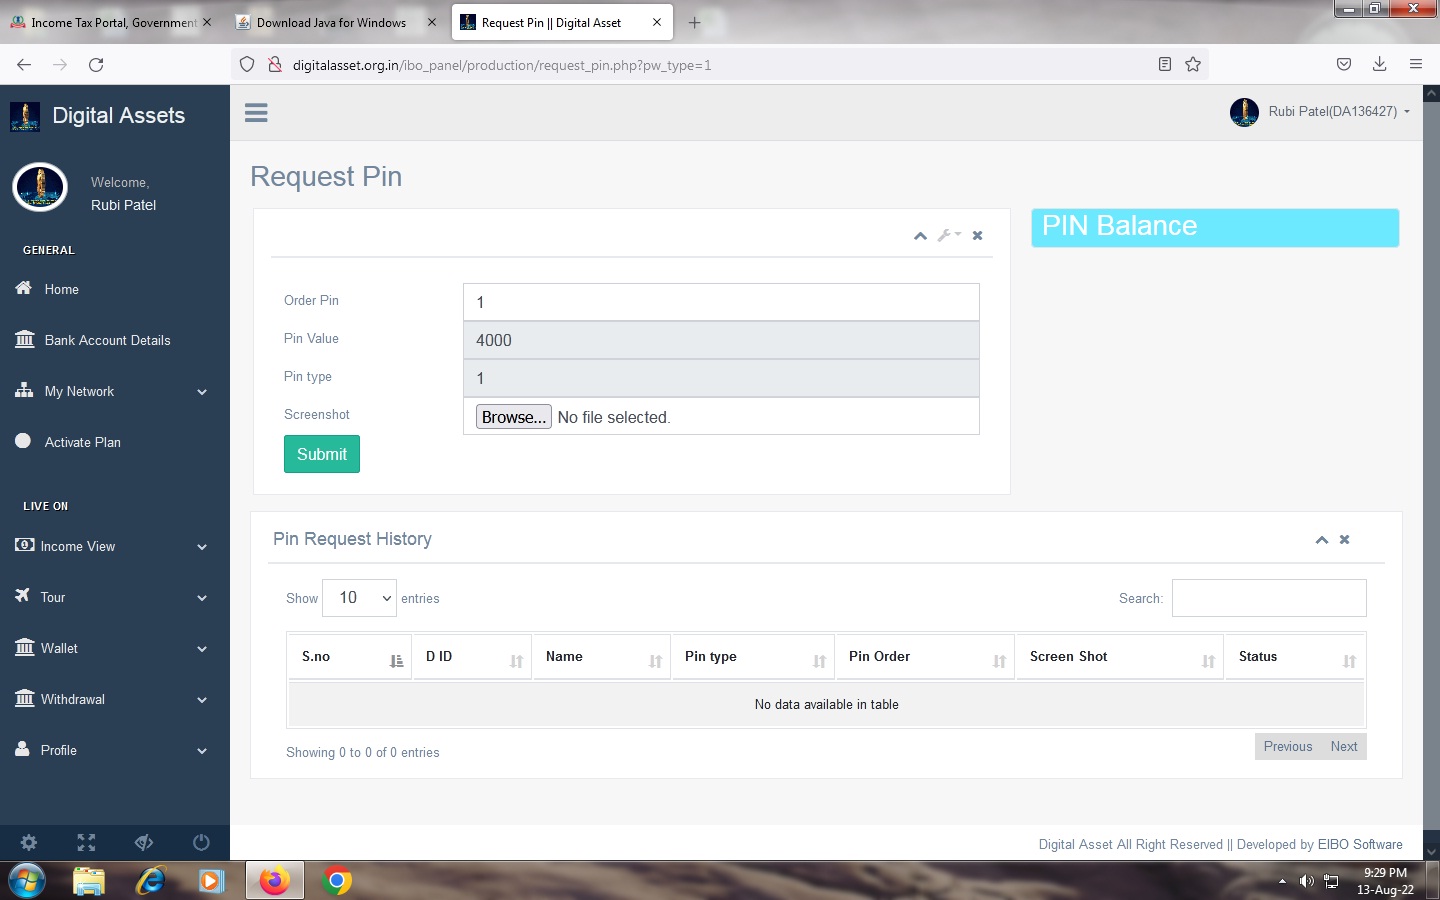 Income Tax Portal, Government
Download Java for Windows
Request Pin || Digital Asset
digitalasset.org.in/ibo_panel/production/request_pin.php?pw_type=1
Digital Assets
Rubi Patel(DA136427)
Welcome,
Rubi Patel
GENERAL
Home
Bank Account Details
My Network
Activate Plan
LIVE ON
Income View
Tour
Wallet
Withdrawal
Profile
Request Pin
PIN Balance
Order Pin
1
Pin Value
4000
Pin type
1
Screenshot
Browse... No file selected.
Submit
Pin Request History
Show 10 entries
Search:
S.no D ID Name Pin type Pin Order Screen Shot Status
No data available in table
Showing 0 to 0 of 0 entries
Previous Next
Digital Asset All Right Reserved || Developed by EIBO Software
9:29 PM
13-Aug-22